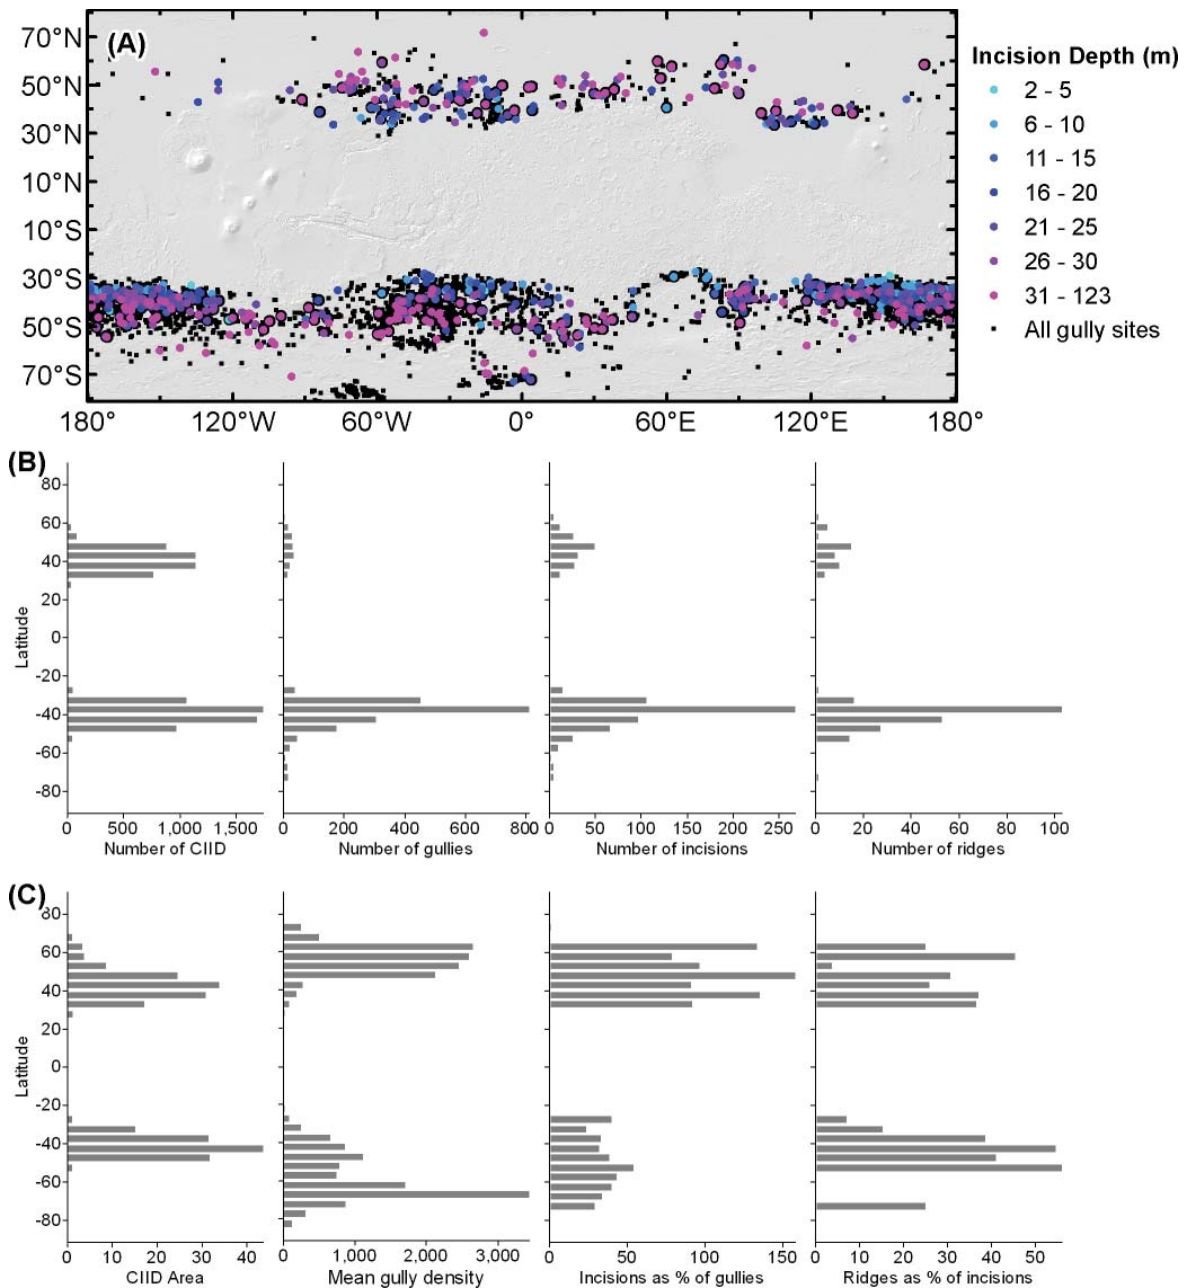 (A)
70°N
50°N
30°N
10°N
10°S
30°S
50°S
70°S
180° 120°W 60°W 0° 60°E 120°E 180°
Incision Depth (m)
2 - 5
6 - 10
11 - 15
16 - 20
21 - 25
26 - 30
31 - 123
All gully sites
(B)
Latitude
80
60
40
20
0
-20
-40
-60
-80
0 500 1,000 1,500
Number of CIID
0 200 400 600 800
Number of gullies
0 50 100 150 200 250
Number of incisions
0 20 40 60 80 100
Number of ridges
(C)
Latitude
80
60
40
20
0
-20
-40
-60
-80
0 10 20 30 40
CIID Area
0 1,000 2,000 3,000
Mean gully density
0 50 100 150
Incisions as % of gullies
0 10 20 30 40 50
Ridges as % of incisions